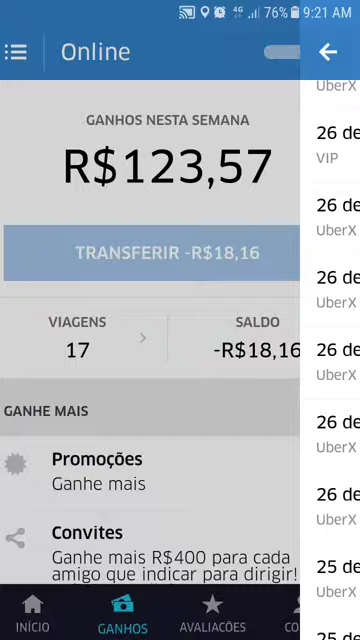 4G 76% 9:21 AM
Online
GANHOS NESTA SEMANA
R$123,57
TRANSFERIR -R$18,16
VIAGENS
17
SALDO
-R$18,16
GANHE MAIS
Promoções
Ganhe mais
Convites
Ganhe mais R$400 para cada
amigo que indicar para dirigir!
INÍCIO
GANHOS
AVALIAÇÕES
UberX
26 de
VIP
26 de
UberX
26 de
UberX
26 de
UberX
26 de
UberX
26 de
UberX
25 de
UberX
25 de